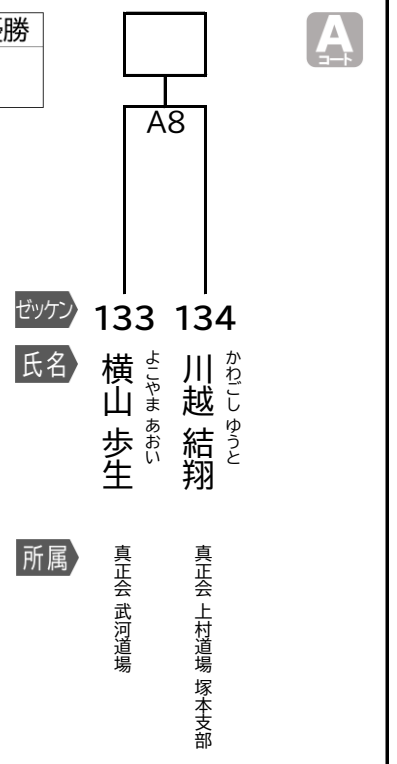 勝
A
コート
A8
ゼッケン
133 134
氏名
横山 歩生
よこやま あおい
川越 結翔
かわごし ゆうと
所属
真正会 武河道場
真正会 上村道場 塚本支部